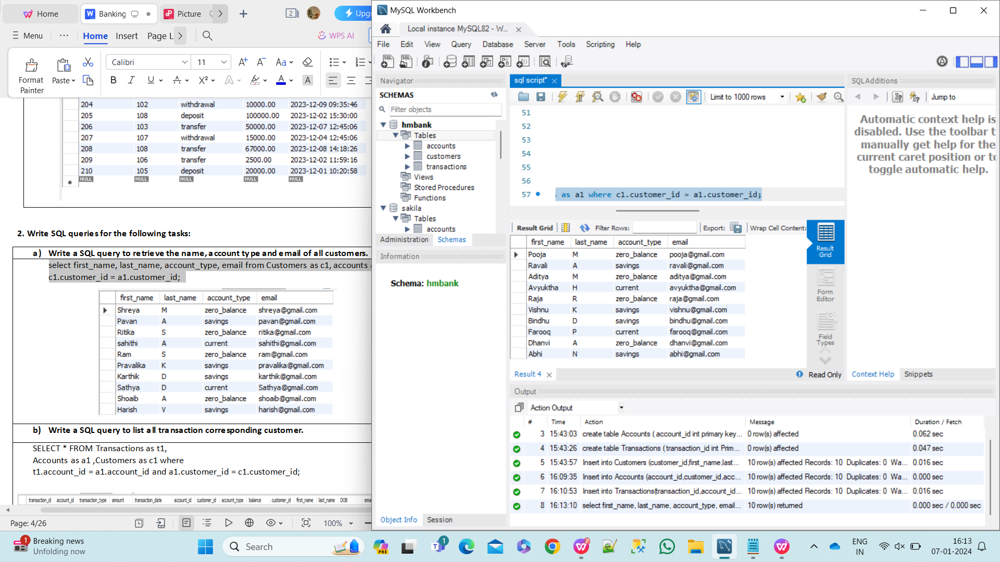 Home
Banking
Picture
2
Upg
Menu
...
Home
Insert
Page L
WPS AI
Format Painter
Paste
Calibri
11
204 102 withdrawal 10000.00 2023-12-09 09:35:46
205 108 deposit 100000.00 2023-12-02 15:30:00
206 103 transfer 50000.00 2023-12-07 12:45:06
207 107 withdrawal 15000.00 2023-12-04 12:45:06
208 108 transfer 67000.00 2023-12-08 14:18:26
209 106 transfer 2500.00 2023-12-02 11:59:16
210 105 deposit 20000.00 2023-12-01 10:20:58
NULL NULL NULL NULL NULL
2. Write SQL queries for the following tasks:
a) Write a SQL query to retrieve the name, account type and email of all customers.
select first_name, last_name, account_type, email from Customers as c1, accounts a
c1.customer_id = a1.customer_id;
first_name last_name account_type email
Shreya M zero_balance shreya@gmail.com
Pavan A savings pavan@gmail.com
Ritika S zero_balance ritika@gmail.com
sahithi A current sahithi@gmail.com
Ram S zero_balance ram@gmail.com
Pravalika K savings pravalika@gmail.com
Karthik D savings karthik@gmail.com
Sathya D current Sathya@gmail.com
Shoaib A zero_balance shoaib@gmail.com
Harish V savings harish@gmail.com
b) Write a SQL query to list all transaction corresponding customer.
SELECT * FROM Transactions as t1,
Accounts as a1 ,Customers as c1 where
t1.account_id = a1.account_id and a1.customer_id = c1.customer_id;
transaction_id account_id transaction_type amount transaction_date account_id customer_id account_type balance customer_id first_name last_name DOB ema
Page: 4/26
100%
MySQL Workbench
Local instance MySQL82 - W...
File Edit View Query Database Server Tools Scripting Help
Navigator
SCHEMAS
Filter objects
hmbank
Tables
accounts
customers
transactions
Views
Stored Procedures
Functions
sakila
Tables
accounts
Administration Schemas
Information
Schema: hmbank
Object Info Session
sql script*
Limit to 1000 rows
51
52
53
54
55
56
57 as a1 where c1.customer_id = a1.customer_id;
Result Grid Filter Rows: Export: Wrap Cell Content:
first_name last_name account_type email
Pooja M zero_balance pooja@gmail.com
Ravali A savings ravali@gmail.com
Aditya M zero_balance aditya@gmail.com
Avyuktha H current avyuktha@gmail.com
Raja R zero_balance raja@gmail.com
Vishnu K savings vishnu@gmail.com
Bindhu D savings bindhu@gmail.com
Farooq P current farooq@gmail.com
Dhanvi A zero_balance dhanvi@gmail.com
Abhi N savings abhi@gmail.com
Result Grid
Form Editor
Field Types
Result 4
Read Only
SQLAdditions
Jump to
Automatic context help is
disabled. Use the toolbar t
manually get help for the
current caret position or to
toggle automatic help.
Context Help Snippets
Output
Action Output
# Time Action Message Duration / Fetch
3 15:43:03 create table Accounts ( account_id int primary key... 0 row(s) affected 0.062 sec
4 15:43:26 create table Transactions ( transaction_id int Prim... 0 row(s) affected 0.047 sec
5 15:43:57 Insert into Customers (customer_id,first_name,last... 10 row(s) affected Records: 10 Duplicates: 0 Wa... 0.016 sec
6 16:09:35 Insert into Accounts (account_id,customer_id,acc... 10 row(s) affected Records: 10 Duplicates: 0 Wa... 0.000 sec
7 16:10:53 Insert into Transactions(transaction_id,account_id... 10 row(s) affected Records: 10 Duplicates: 0 Wa... 0.016 sec
8 16:13:10 select first_name, last_name, account_type, email... 10 row(s) returned 0.000 sec / 0.000 sec
1
Breaking news
Unfolding now
Search
PRE
1
ENG
IN
16:13
07-01-2024